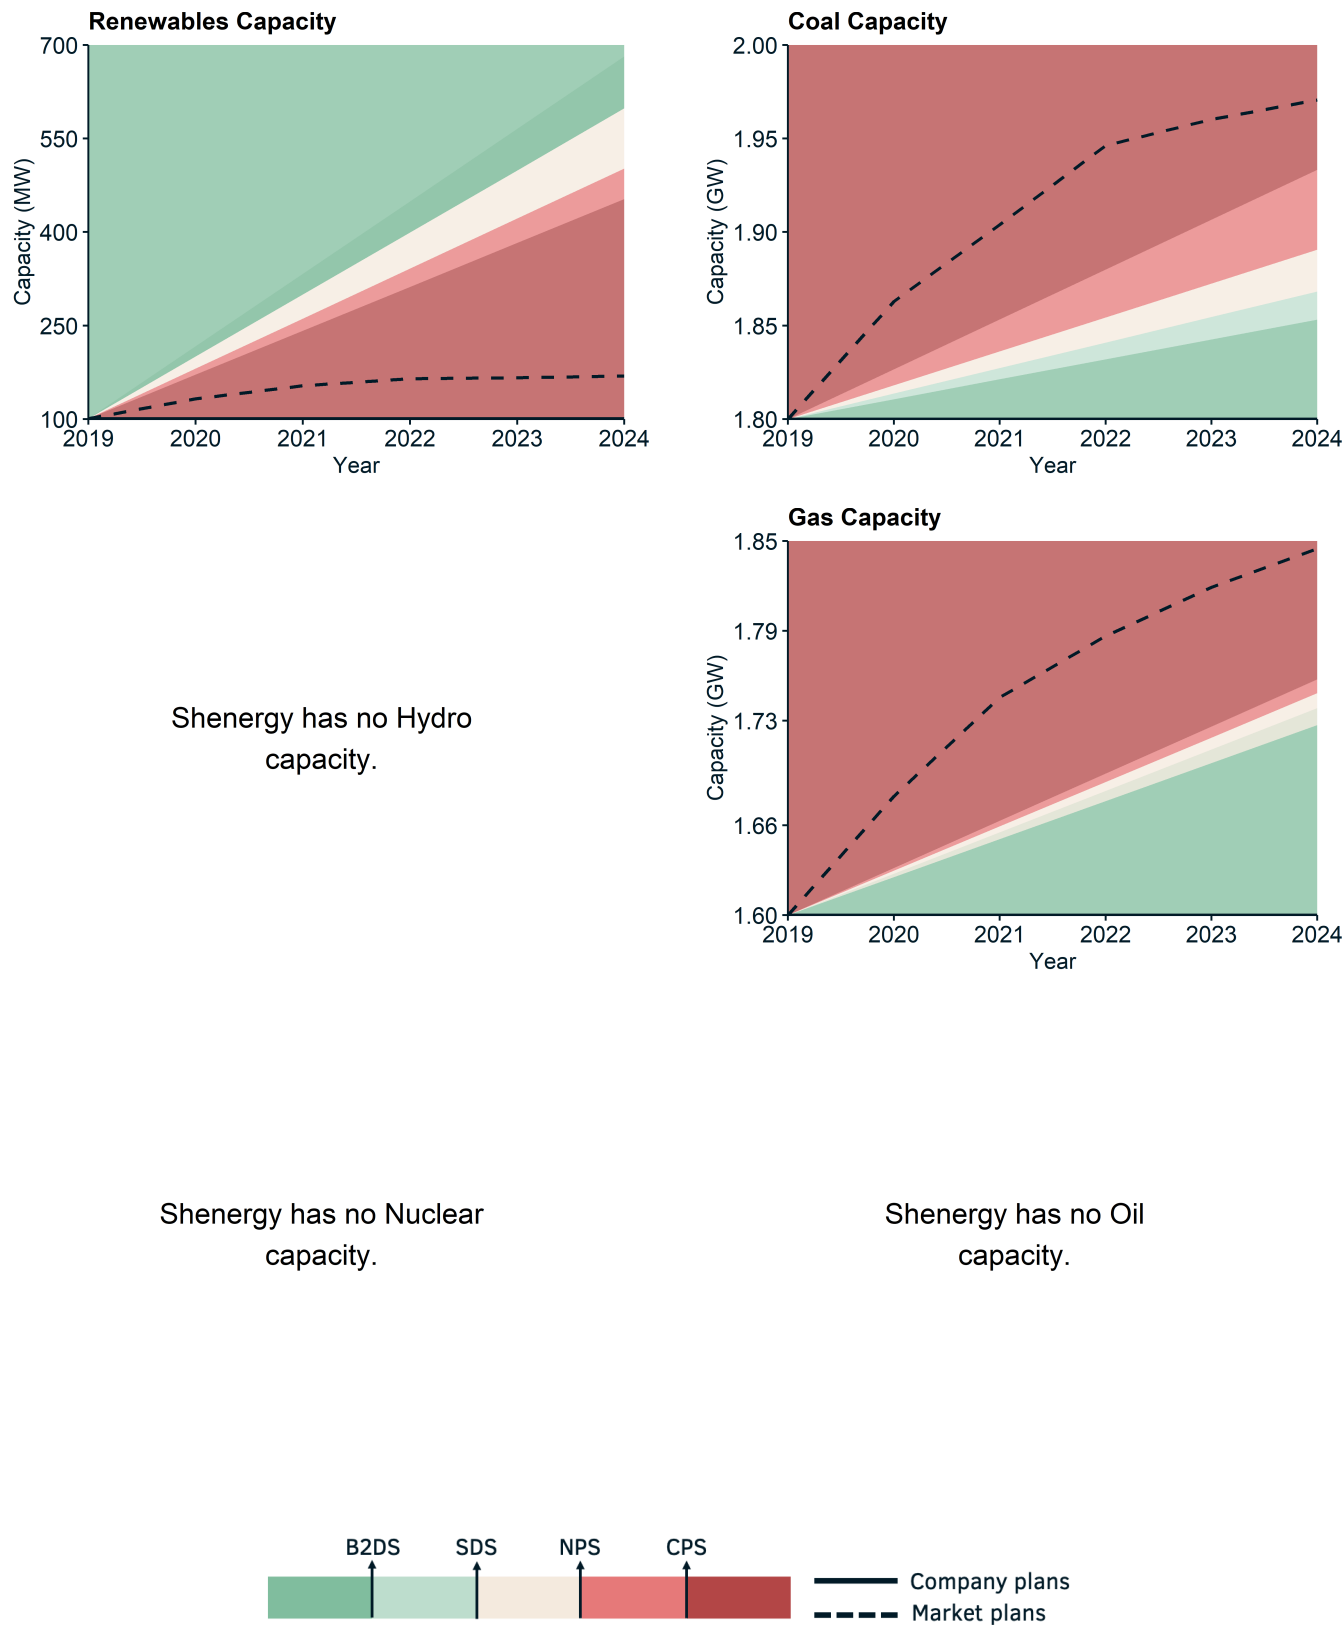 Renewables Capacity
Capacity (MW)
700
550
400
250
100
2019 2020 2021 2022 2023 2024
Year
Coal Capacity
Capacity (GW)
2.00
1.95
1.90
1.85
1.80
2019 2020 2021 2022 2023 2024
Year
Shenergy has no Hydro
capacity.
Gas Capacity
Capacity (GW)
1.85
1.79
1.73
1.66
1.60
2019 2020 2021 2022 2023 2024
Year
Shenergy has no Nuclear
capacity.
Shenergy has no Oil
capacity.
B2DS SDS NPS CPS
Company plans
Market plans